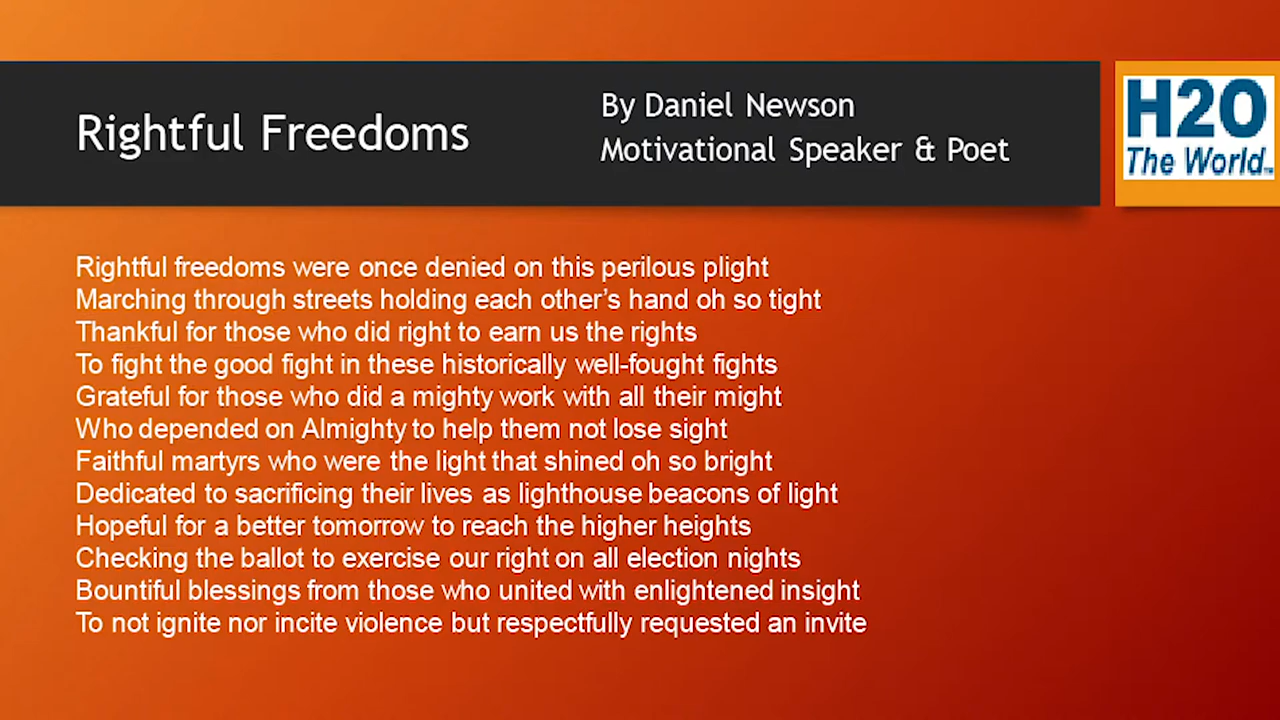 Rightful Freedoms
By Daniel Newson
Motivational Speaker & Poet
H2O
The World™
Rightful freedoms were once denied on this perilous plight
Marching through streets holding each other’s hand oh so tight
Thankful for those who did right to earn us the rights
To fight the good fight in these historically well-fought fights
Grateful for those who did a mighty work with all their might
Who depended on Almighty to help them not lose sight
Faithful martyrs who were the light that shined oh so bright
Dedicated to sacrificing their lives as lighthouse beacons of light
Hopeful for a better tomorrow to reach the higher heights
Checking the ballot to exercise our right on all election nights
Bountiful blessings from those who united with enlightened insight
To not ignite nor incite violence but respectfully requested an invite